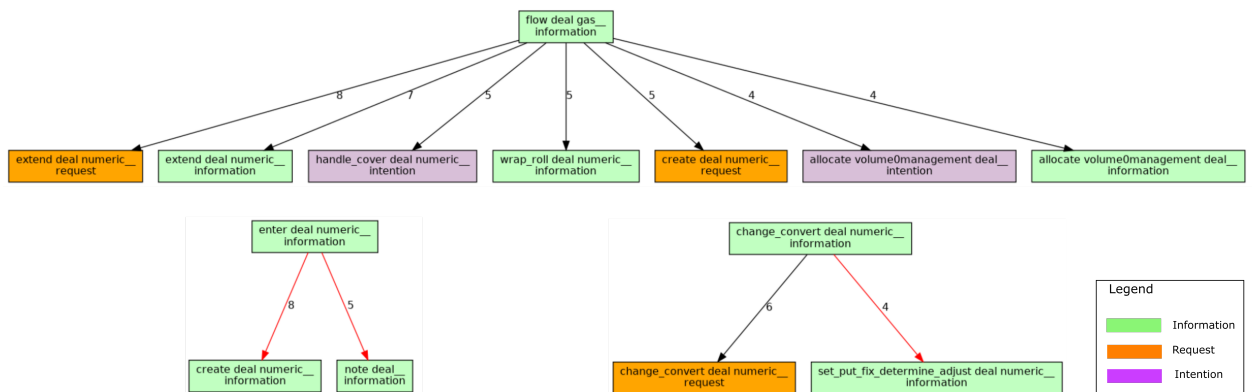 flow deal gas__
information
8
7
5
5
5
4
4
extend deal numeric__
request
extend deal numeric__
information
handle_cover deal numeric__
intention
wrap_roll deal numeric__
information
create deal numeric__
request
allocate volume0management deal__
intention
allocate volume0management deal__
information
enter deal numeric__
information
8
5
create deal numeric__
information
note deal__
information
change_convert deal numeric__
information
6
4
change_convert deal numeric__
request
set_put_fix_determine_adjust deal numeric__
information
Legend
Information
Request
Intention